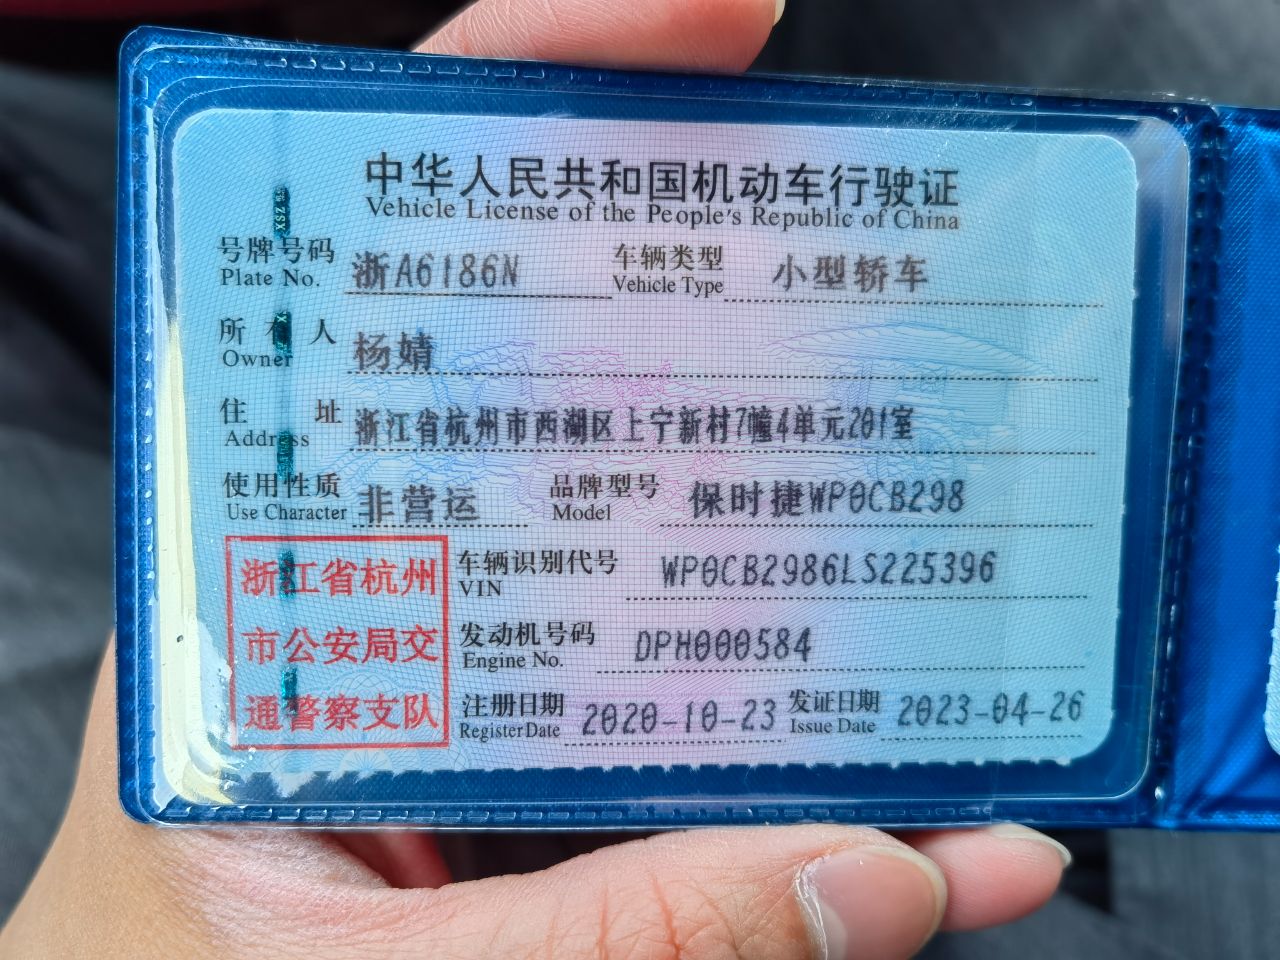 中华人民共和国机动车行驶证
Vehicle License of the People's Republic of China
号牌号码 浙A6186N 车辆类型 小型轿车
Plate No. Vehicle Type
所有人 杨婧
Owner
住址 浙江省杭州市西湖区上宁新村7幢4单元201室
Address
使用性质 非营运 品牌型号 保时捷WP0CB298
Use Character Model
浙江省杭州
市公安局交
通警察支队
车辆识别代号 WP0CB2986LS225396
VIN
发动机号码 DPH000584
Engine No.
注册日期 2020-10-23 发证日期 2023-04-26
Register Date Issue Date